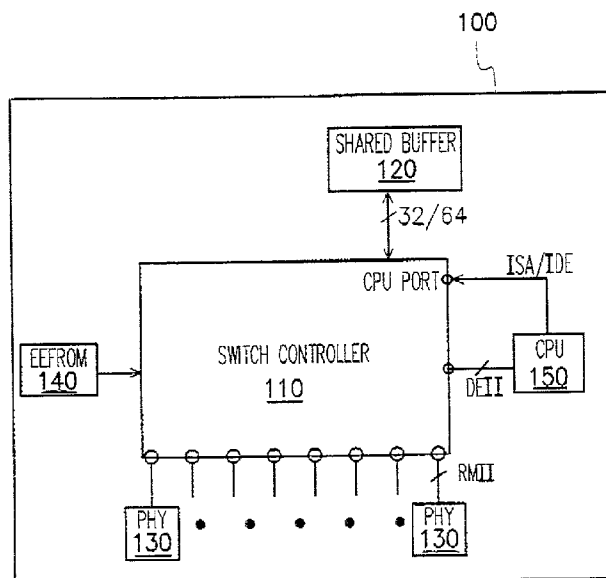 100
SHARED BUFFER
120
32/64
CPU PORT
ISA/IDE
EEFROM
140
SWITCH CONTROLLER
110
CPU
150
DEII
RMII
PHY
130
PHY
130